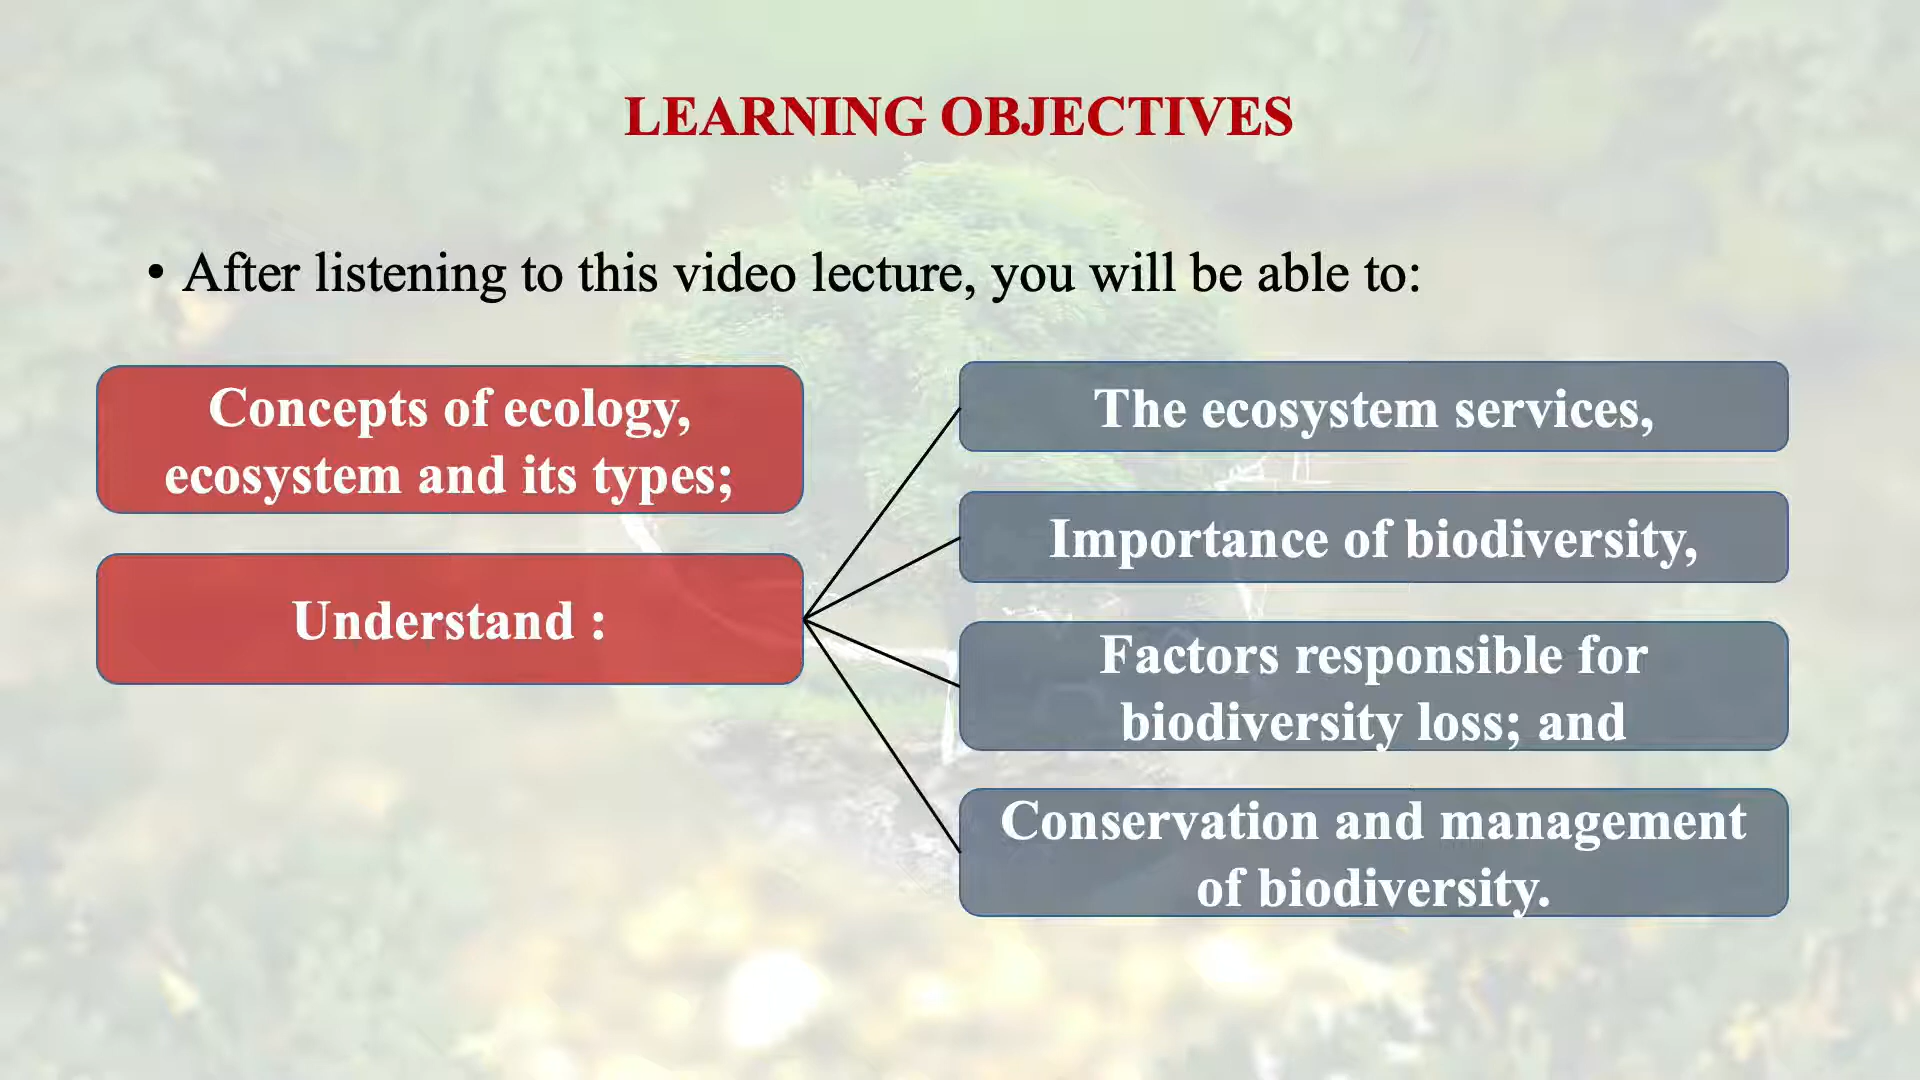 LEARNING OBJECTIVES
• After listening to this video lecture, you will be able to:
Concepts of ecology,
ecosystem and its types;
Understand :
The ecosystem services,
Importance of biodiversity,
Factors responsible for
biodiversity loss; and
Conservation and management
of biodiversity.